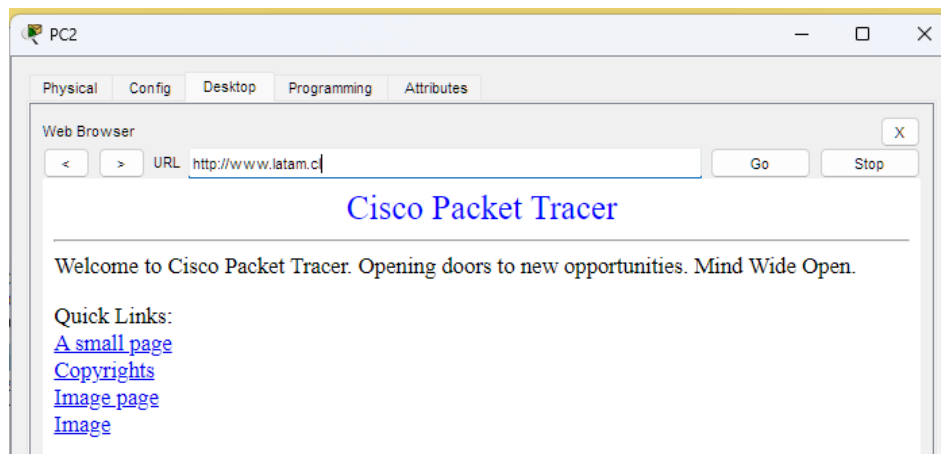 PC2
Physical Config Desktop Programming Attributes
Web Browser X
< > URL http://www.latam.cl Go Stop
Cisco Packet Tracer
Welcome to Cisco Packet Tracer. Opening doors to new opportunities. Mind Wide Open.
Quick Links:
A small page
Copyrights
Image page
Image